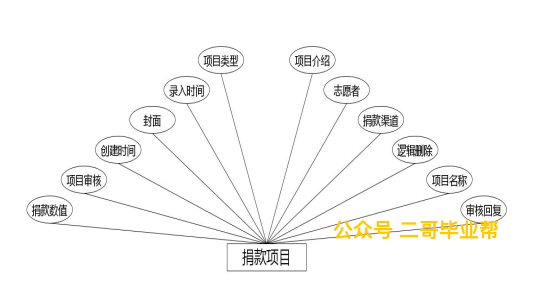 项目类型
项目介绍
录入时间
志愿者
封面
捐款渠道
创建时间
逻辑删除
项目审核
项目名称
捐款数值
审核回复
公众号 二哥毕业帮
捐款项目